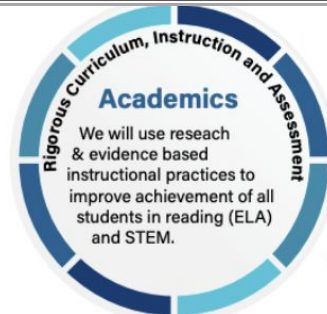 Rigorous Curriculum, Instruction and Assessment
Academics
We will use reseach
& evidence based
instructional practices to
improve achievement of all
students in reading (ELA)
and STEM.